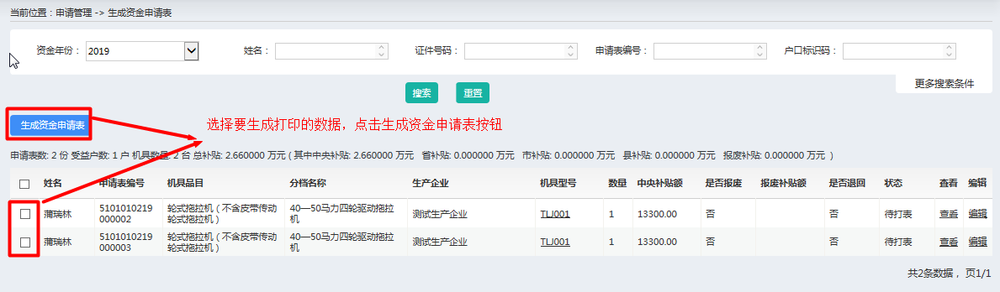 当前位置：申请管理 -> 生成资金申请表
资金年份： 2019 姓名： 证件号码： 申请表编号： 户口标识码：
更多搜索条件
搜索 重置
生成资金申请表
选择要生成打印的数据，点击生成资金申请表按钮
申请表数: 2 份 受益户数: 1 户 机具数量: 2 台 总补贴: 2.660000 万元 ( 其中中央补贴: 2.660000 万元 省补贴: 0.000000 万元 市补贴: 0.000000 万元 县补贴: 0.000000 万元 报废补贴: 0.000000 万元 )
姓名 申请表编号 机具品目 分档名称 生产企业 机具型号 数量 中央补贴额 是否报废 报废补贴额 是否退回 状态 查看 编辑
蒲瑞林 5101010219 轮式拖拉机（不含皮带传动 40—50马力四轮驱动拖拉 测试生产企业 TLJ001 1 13300.00 否 否 待打表 查看 编辑
000002 轮式拖拉机） 机
蒲瑞林 5101010219 轮式拖拉机（不含皮带传动 40—50马力四轮驱动拖拉 测试生产企业 TLJ001 1 13300.00 否 否 待打表 查看 编辑
000003 轮式拖拉机） 机
共2条数据 ，页1/1